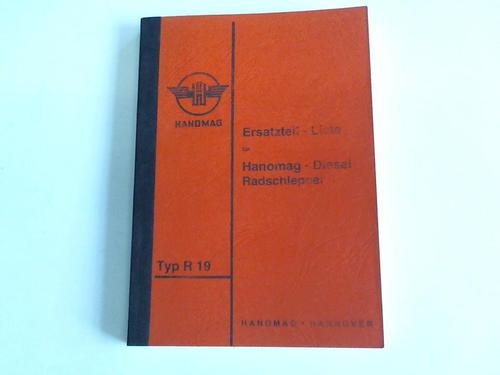 HANOMAG
Ersatzteil - Liste
für
Hanomag - Diesel
Radschlepper
Typ R 19
HANOMAG • HANNOVER